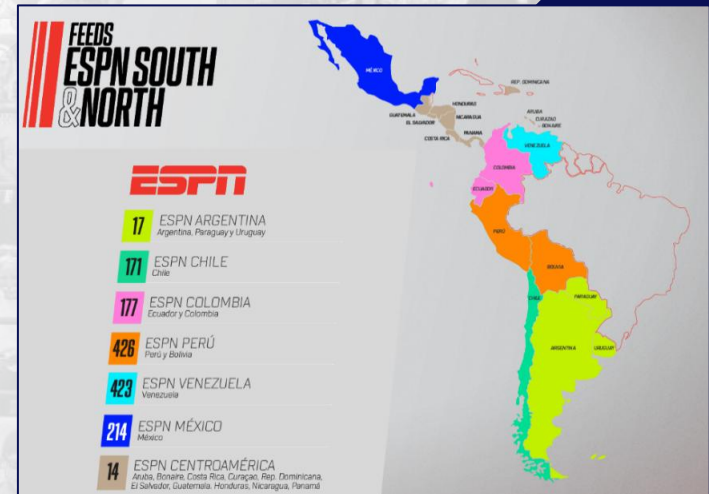 FEEDS
ESPN SOUTH
&NORTH
ESPN
17 ESPN ARGENTINA
Argentina, Paraguay y Uruguay
171 ESPN CHILE
Chile
177 ESPN COLOMBIA
Ecuador y Colombia
426 ESPN PERÚ
Perú y Bolivia
423 ESPN VENEZUELA
Venezuela
214 ESPN MÉXICO
México
14 ESPN CENTROAMÉRICA
Aruba, Bonaire, Costa Rica, Curaçao, Rep. Dominicana,
El Salvador, Guatemala, Honduras, Nicaragua, Panamá
MÉXICO
REP. DOMINICANA
HONDURAS
GUATEMALA
NICARAGUA
EL SALVADOR
COSTA RICA
PANAMA
ARUBA
CURAZAO
BONAIRE
VENEZUELA
COLOMBIA
ECUADOR
PERÚ
BOLIVIA
CHILE
PARAGUAY
ARGENTINA
URUGUAY